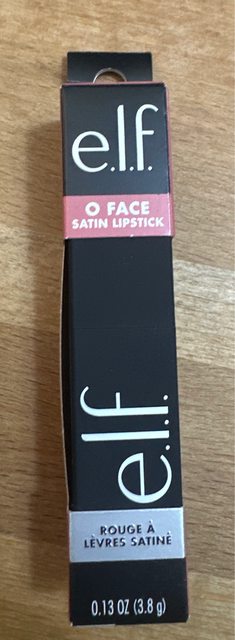 e.l.f.
O FACE
SATIN LIPSTICK
e.l.f.
ROUGE À
LÈVRES SATINÉ
0.13 OZ (3.8 g)